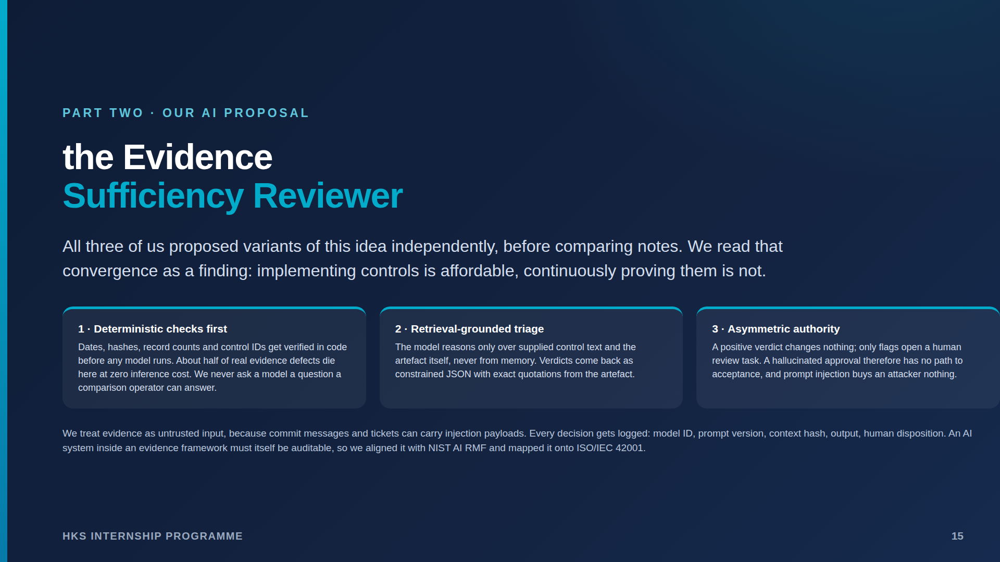 PART TWO · OUR AI PROPOSAL
the Evidence
Sufficiency Reviewer
All three of us proposed variants of this idea independently, before comparing notes. We read that
convergence as a finding: implementing controls is affordable, continuously proving them is not.
1 · Deterministic checks first
Dates, hashes, record counts and control IDs get verified in code
before any model runs. About half of real evidence defects die
here at zero inference cost. We never ask a model a question a
comparison operator can answer.
2 · Retrieval-grounded triage
The model reasons only over supplied control text and the
artefact itself, never from memory. Verdicts come back as
constrained JSON with exact quotations from the artefact.
3 · Asymmetric authority
A positive verdict changes nothing; only flags open a human
review task. A hallucinated approval therefore has no path to
acceptance, and prompt injection buys an attacker nothing.
We treat evidence as untrusted input, because commit messages and tickets can carry injection payloads. Every decision gets logged: model ID, prompt version, context hash, output, human disposition. An AI
system inside an evidence framework must itself be auditable, so we aligned it with NIST AI RMF and mapped it onto ISO/IEC 42001.
HKS INTERNSHIP PROGRAMME
15